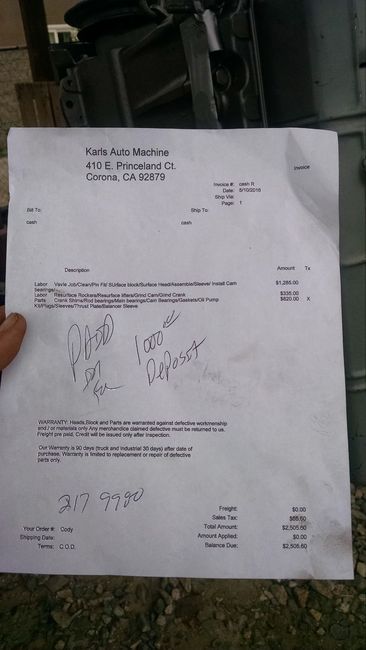 Karls Auto Machine
410 E. Princeland Ct.
Corona, CA 92879
Invoice
Invoice #: cash R
Date: 5/10/2016
Ship Via:
Page: 1
Bill To: Ship To:
cash cash
Description Amount Tx
Labor Vavle Job/Clean/Pin Fit/ SUrface block/Surface Head/Assemble/Sleeve/ Install Cam $1,285.00
bearings/
Labor Resurface Rockers/Resurface lifters/Grind Cam/Grind Crank $335.00
Parts Crank Shims/Rod bearings/Main bearings/Cam Bearings/Gaskets/Oil Pump $820.00 X
Kit/Plugs/Sleeves/Thrust Plate/Balancer Sleeve
PAID 1000
Deposit
WARRANTY: Heads,Block and Parts are warranted against defective workmenship
and / or materials only Any merchandise claimed defective must be returned to us.
Freight pre paid. Credit will be issued only after inspection.
Our Warranty is 90 days (truck and industrial 30 days) after date of
purchase, Warranty is limited to replacement or repair of defective
parts only.
217 9980
Freight: $0.00
Sales Tax: $65.60
Your Order #: Cody Total Amount: $2,505.60
Shipping Date: Amount Applied: $0.00
Terms: C.O.D. Balance Due: $2,505.60